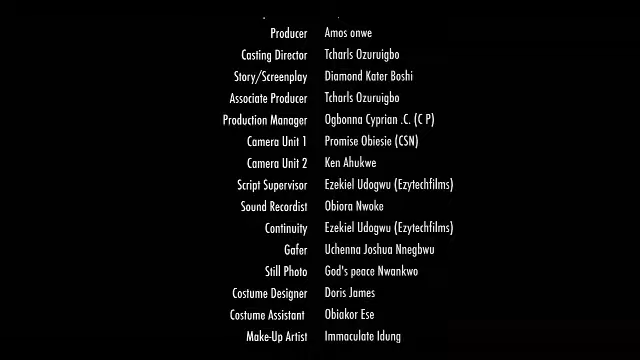 Producer Amos onwe
Casting Director Tcharls Ozuruigbo
Story/Screenplay Diamond Kater Boshi
Associate Producer Tcharls Ozuruigbo
Production Manager Ogbonna Cyprian .C. (C P)
Camera Unit 1 Promise Obiesie (CSN)
Camera Unit 2 Ken Ahukwe
Script Supervisor Ezekiel Udogwu (Ezytechfilms)
Sound Recordist Obiora Nwoke
Continuity Ezekiel Udogwu (Ezytechfilms)
Gafer Uchenna Joshua Nnegbwu
Still Photo God's peace Nwankwo
Costume Designer Doris James
Costume Assistant Obiakor Ese
Make-Up Artist Immaculate Idung